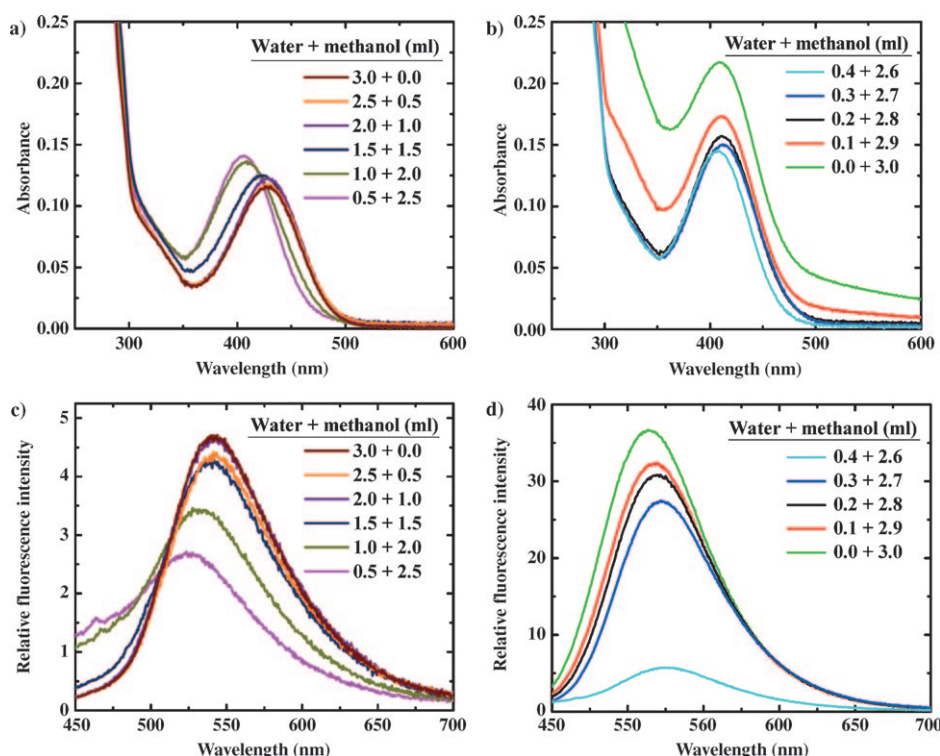 a)
Water + methanol (ml)
3.0 + 0.0
2.5 + 0.5
2.0 + 1.0
1.5 + 1.5
1.0 + 2.0
0.5 + 2.5
Absorbance
0.25
0.20
0.15
0.10
0.05
0.00
300 400 500 600
Wavelength (nm)
b)
Water + methanol (ml)
0.4 + 2.6
0.3 + 2.7
0.2 + 2.8
0.1 + 2.9
0.0 + 3.0
Absorbance
0.25
0.20
0.15
0.10
0.05
0.00
300 400 500 600
Wavelength (nm)
c)
Water + methanol (ml)
3.0 + 0.0
2.5 + 0.5
2.0 + 1.0
1.5 + 1.5
1.0 + 2.0
0.5 + 2.5
Relative fluorescence intensity
5
4
3
2
1
0
450 500 550 600 650 700
Wavelength (nm)
d)
Water + methanol (ml)
0.4 + 2.6
0.3 + 2.7
0.2 + 2.8
0.1 + 2.9
0.0 + 3.0
Relative fluorescence intensity
40
30
20
10
0
450 550 560 600 650 700
Wavelength (nm)